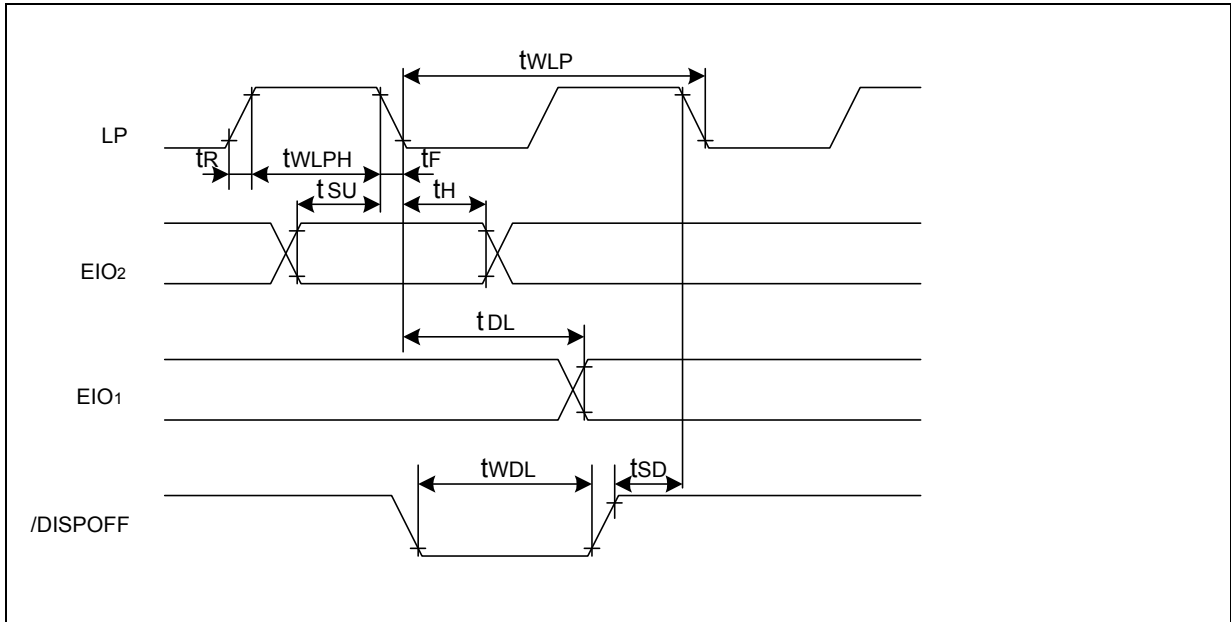 tWLP
LP
tR
tWLPH
tF
tSU
tH
EIO2
tDL
EIO1
tWDL
tSD
/DISPOFF